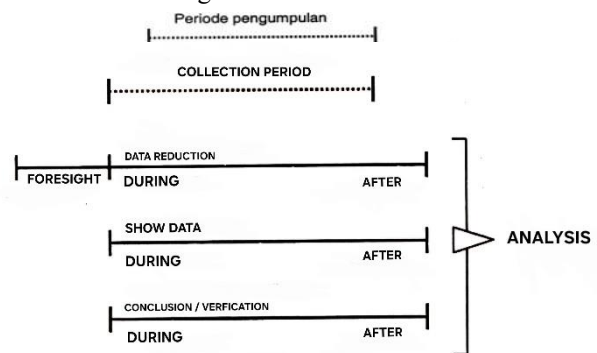 Periode pengumpulan
COLLECTION PERIOD
DATA REDUCTION
FORESIGHT DURING AFTER
SHOW DATA
DURING AFTER
ANALYSIS
CONCLUSION / VERFICATION
DURING AFTER